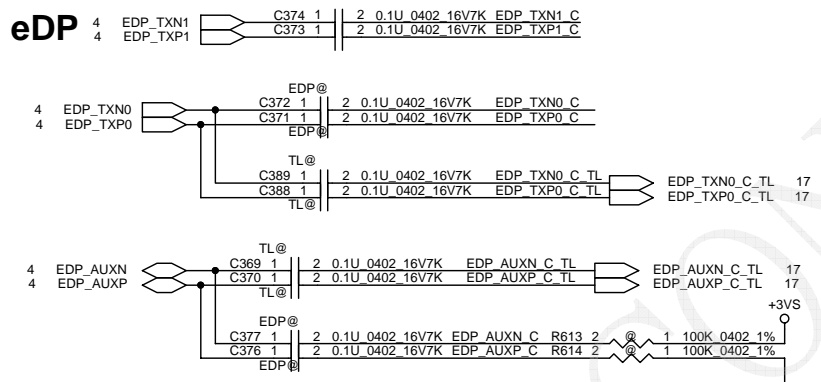 eDP
4 EDP_TXN1 C374 1 2 0.1U_0402_16V7K EDP_TXN1_C
4 EDP_TXP1 C373 1 2 0.1U_0402_16V7K EDP_TXP1_C
EDP@
4 EDP_TXN0 C372 1 2 0.1U_0402_16V7K EDP_TXN0_C
4 EDP_TXP0 C371 1 2 0.1U_0402_16V7K EDP_TXP0_C
EDP@
TL@
C389 1 2 0.1U_0402_16V7K EDP_TXN0_C_TL EDP_TXN0_C_TL 17
C388 1 2 0.1U_0402_16V7K EDP_TXP0_C_TL EDP_TXP0_C_TL 17
TL@
TL@
4 EDP_AUXN C369 1 2 0.1U_0402_16V7K EDP_AUXN_C_TL EDP_AUXN_C_TL 17
4 EDP_AUXP C370 1 2 0.1U_0402_16V7K EDP_AUXP_C_TL EDP_AUXP_C_TL 17
TL@
+3VS
EDP@
C377 1 2 0.1U_0402_16V7K EDP_AUXN_C R613 2 @ 1 100K_0402_1%
C376 1 2 0.1U_0402_16V7K EDP_AUXP_C R614 2 @ 1 100K_0402_1%
EDP@